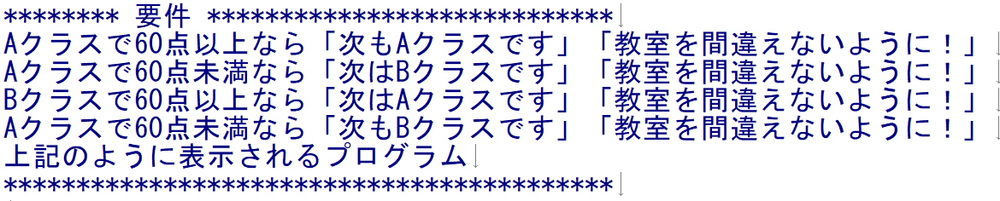 ******** 要件 ****************************
Aクラスで60点以上なら「次もAクラスです」「教室を間違えないように！」
Aクラスで60点未満なら「次はBクラスです」「教室を間違えないように！」
Bクラスで60点以上なら「次はAクラスです」「教室を間違えないように！」
Aクラスで60点未満なら「次もBクラスです」「教室を間違えないように！」
上記のように表示されるプログラム
******************************************